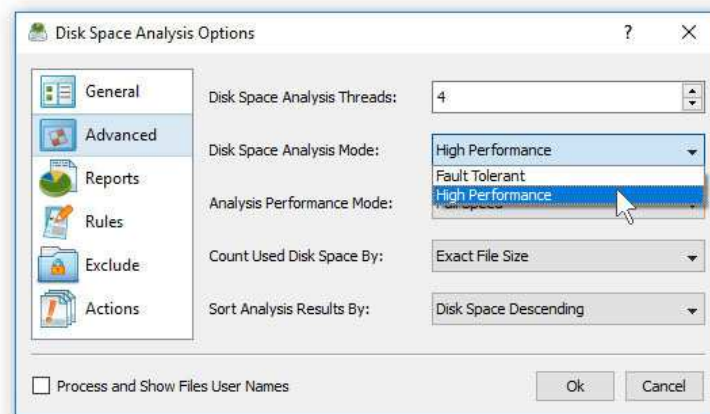 Disk Space Analysis Options
?
General
Advanced
Reports
Rules
Exclude
Actions
Disk Space Analysis Threads: 4
Disk Space Analysis Mode: High Performance
Fault Tolerant
High Performance
Analysis Performance Mode:
Count Used Disk Space By: Exact File Size
Sort Analysis Results By: Disk Space Descending
Process and Show Files User Names
Ok Cancel